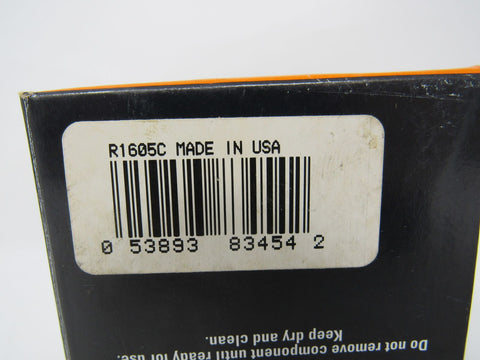 R1605C MADE IN USA
0 53893 83454 2
Do not remove component until ready for use.
Keep dry and clean.